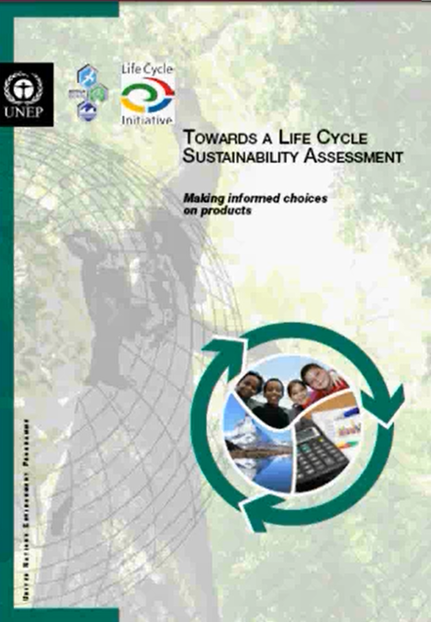 UNEP
Life Cycle
Initiative
TOWARDS A LIFE CYCLE
SUSTAINABILITY ASSESSMENT
Making informed choices
on products
UNITED NATIONS ENVIRONMENT PROGRAMME